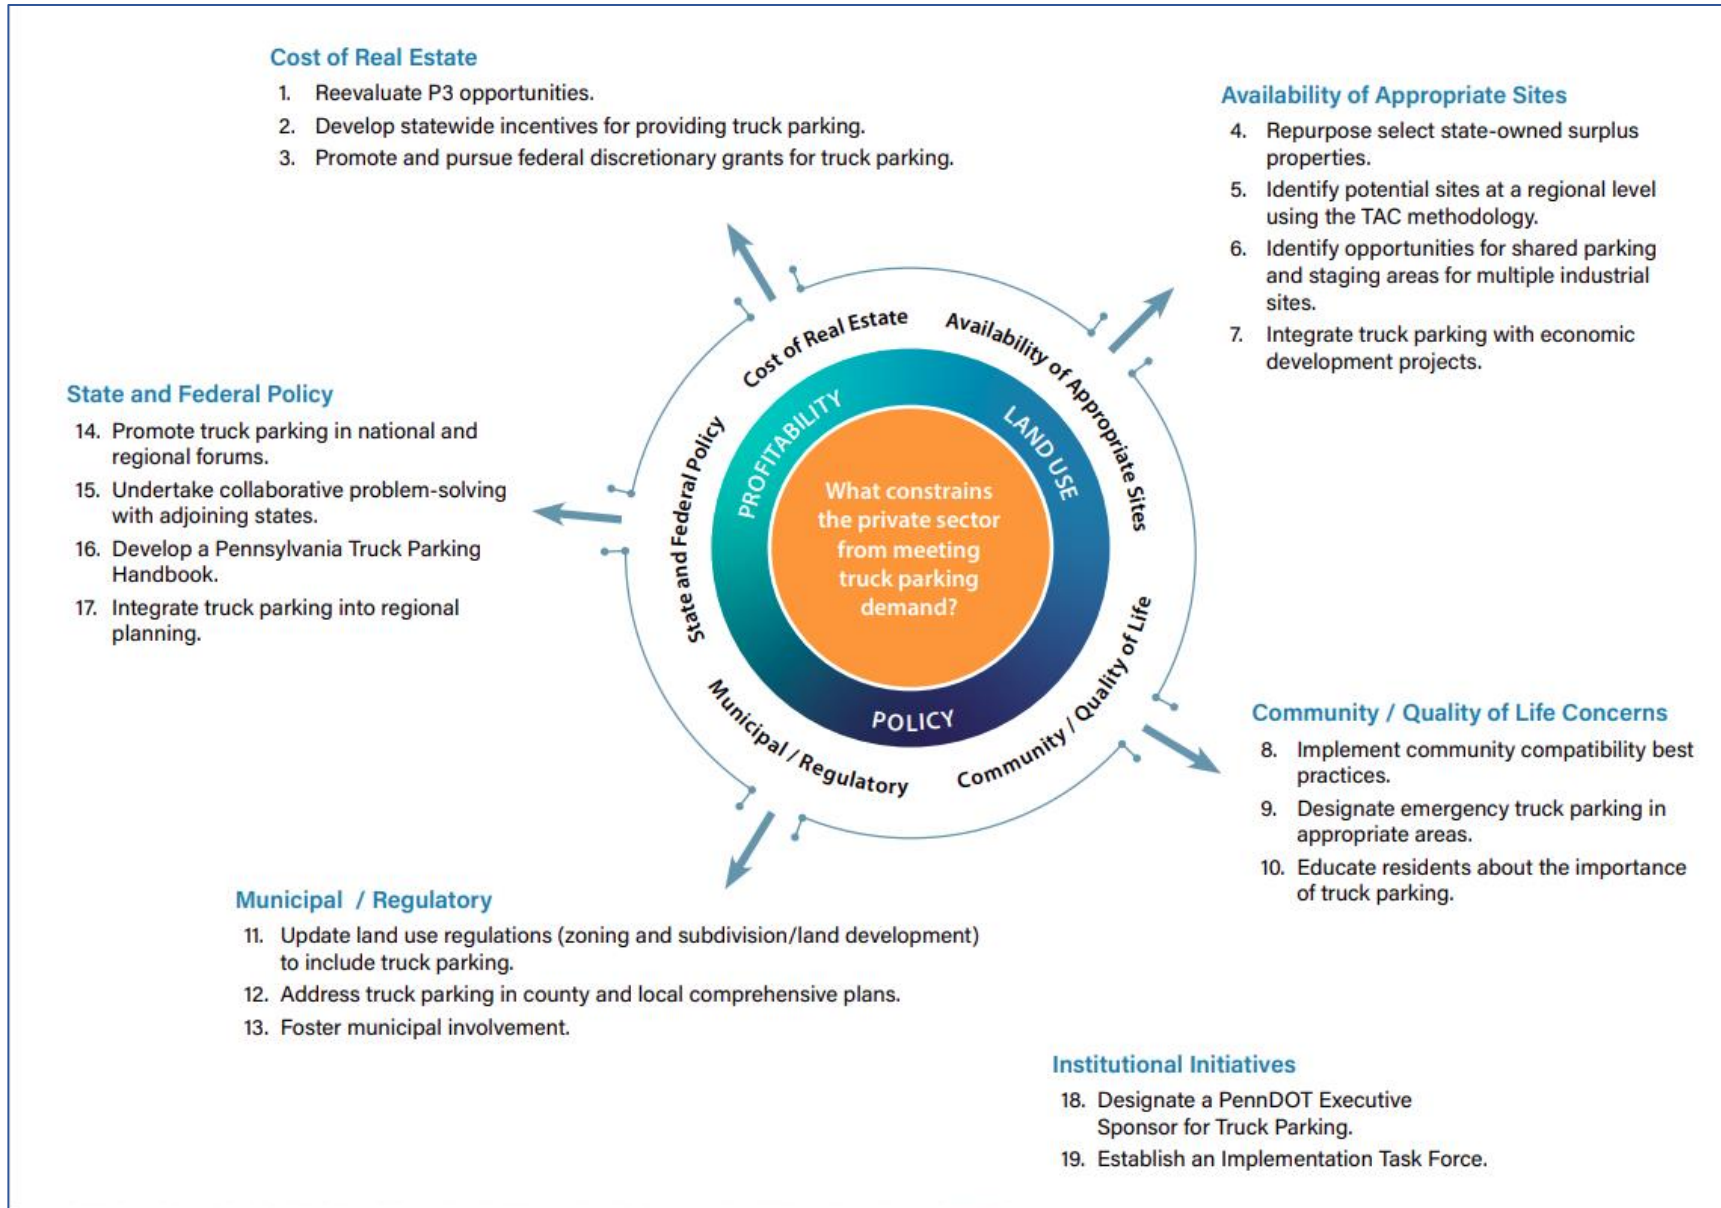 Cost of Real Estate
1. Reevaluate P3 opportunities.
2. Develop statewide incentives for providing truck parking.
3. Promote and pursue federal discretionary grants for truck parking.
Availability of Appropriate Sites
4. Repurpose select state-owned surplus
properties.
5. Identify potential sites at a regional level
using the TAC methodology.
6. Identify opportunities for shared parking
and staging areas for multiple industrial
sites.
7. Integrate truck parking with economic
development projects.
State and Federal Policy
14. Promote truck parking in national and
regional forums.
15. Undertake collaborative problem-solving
with adjoining states.
16. Develop a Pennsylvania Truck Parking
Handbook.
17. Integrate truck parking into regional
planning.
Cost of Real Estate
Availability of Appropriate Sites
State and Federal Policy
Municipal / Regulatory
Community / Quality of Life
PROFITABILITY
LAND USE
POLICY
What constrains
the private sector
from meeting
truck parking
demand?
Community / Quality of Life Concerns
8. Implement community compatibility best
practices.
9. Designate emergency truck parking in
appropriate areas.
10. Educate residents about the importance
of truck parking.
Municipal / Regulatory
11. Update land use regulations (zoning and subdivision/land development)
to include truck parking.
12. Address truck parking in county and local comprehensive plans.
13. Foster municipal involvement.
Institutional Initiatives
18. Designate a PennDOT Executive
Sponsor for Truck Parking.
19. Establish an Implementation Task Force.